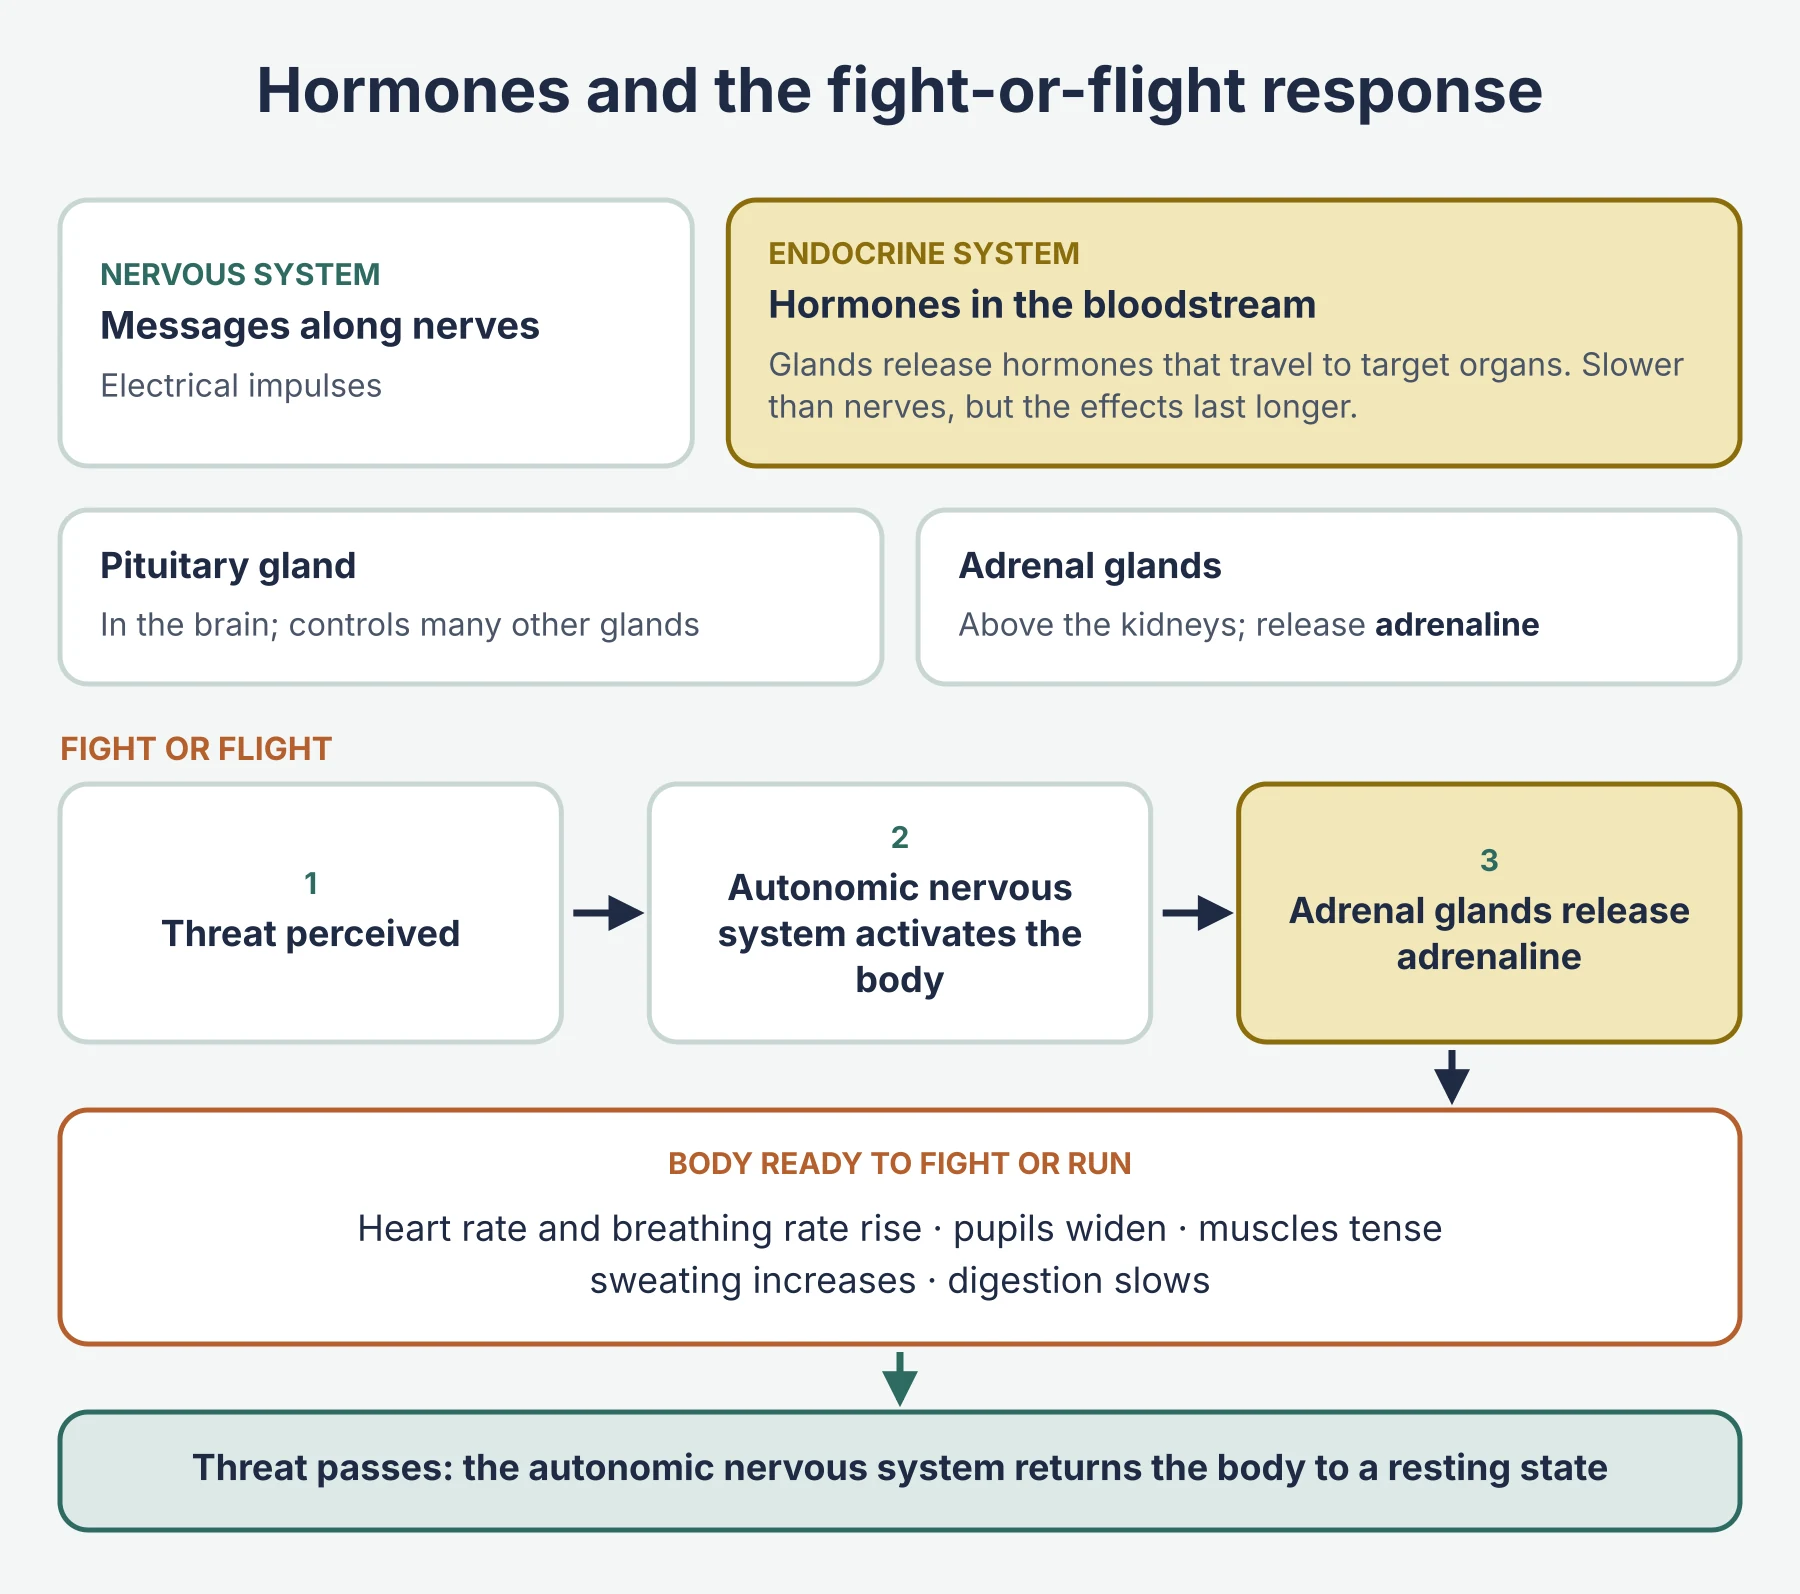 Hormones and the fight-or-flight response
NERVOUS SYSTEM
Messages along nerves
Electrical impulses
ENDOCRINE SYSTEM
Hormones in the bloodstream
Glands release hormones that travel to target organs. Slower
than nerves, but the effects last longer.
Pituitary gland
In the brain; controls many other glands
Adrenal glands
Above the kidneys; release adrenaline
FIGHT OR FLIGHT
1
Threat perceived
2
Autonomic nervous
system activates the
body
3
Adrenal glands release
adrenaline
BODY READY TO FIGHT OR RUN
Heart rate and breathing rate rise · pupils widen · muscles tense
sweating increases · digestion slows
Threat passes: the autonomic nervous system returns the body to a resting state